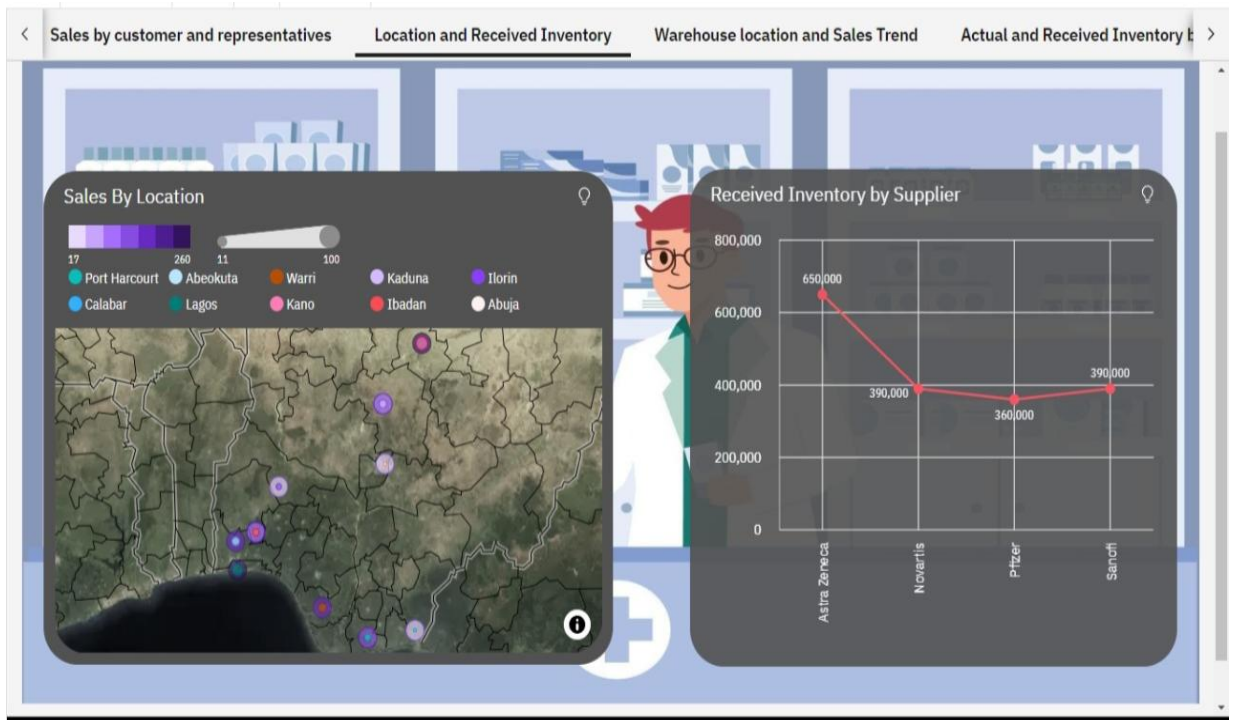 Sales by customer and representatives
Location and Received Inventory
Warehouse location and Sales Trend
Actual and Received Inventory b
Sales By Location
17 260 11 100
Port Harcourt Abeokuta Warri Kaduna Ilorin
Calabar Lagos Kano Ibadan Abuja
Received Inventory by Supplier
800,000
600,000
400,000
200,000
0
650,000
390,000
360,000
390,000
Astra Zeneca
Novartis
Pfizer
Sanofi